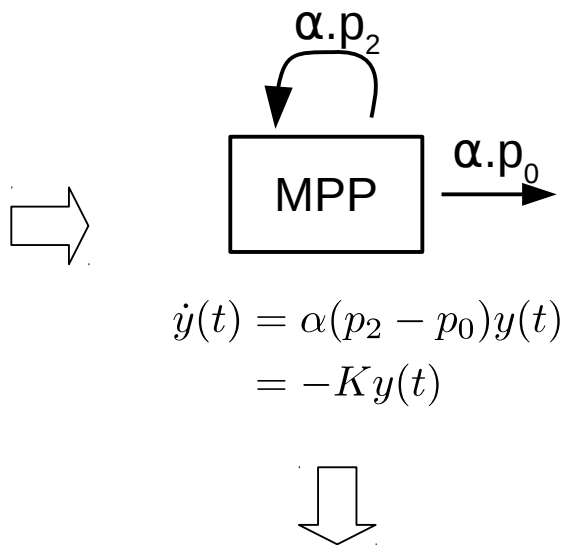 α.p₂
α.p₀
MPP
ẏ(t) = α(p₂ − p₀)y(t)
= −Ky(t)